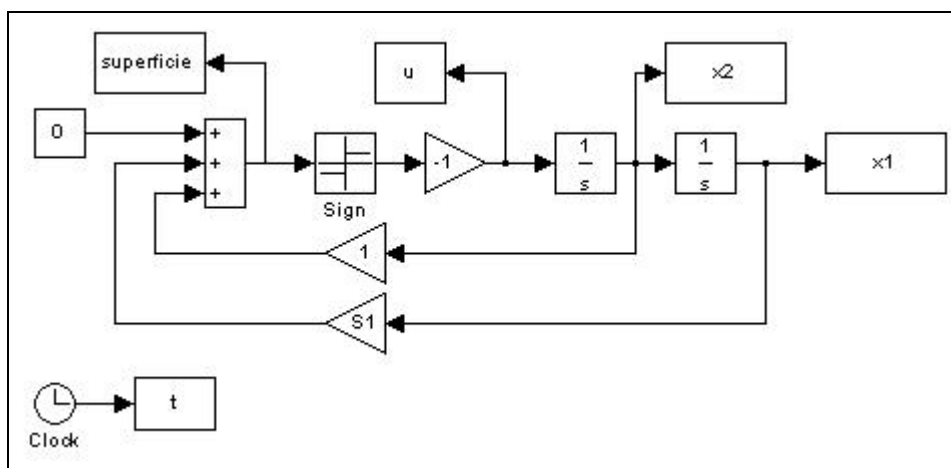 superficie
u
x2
0
+
+
+
Sign
-1
1
s
1
s
x1
1
S1
t
Clock